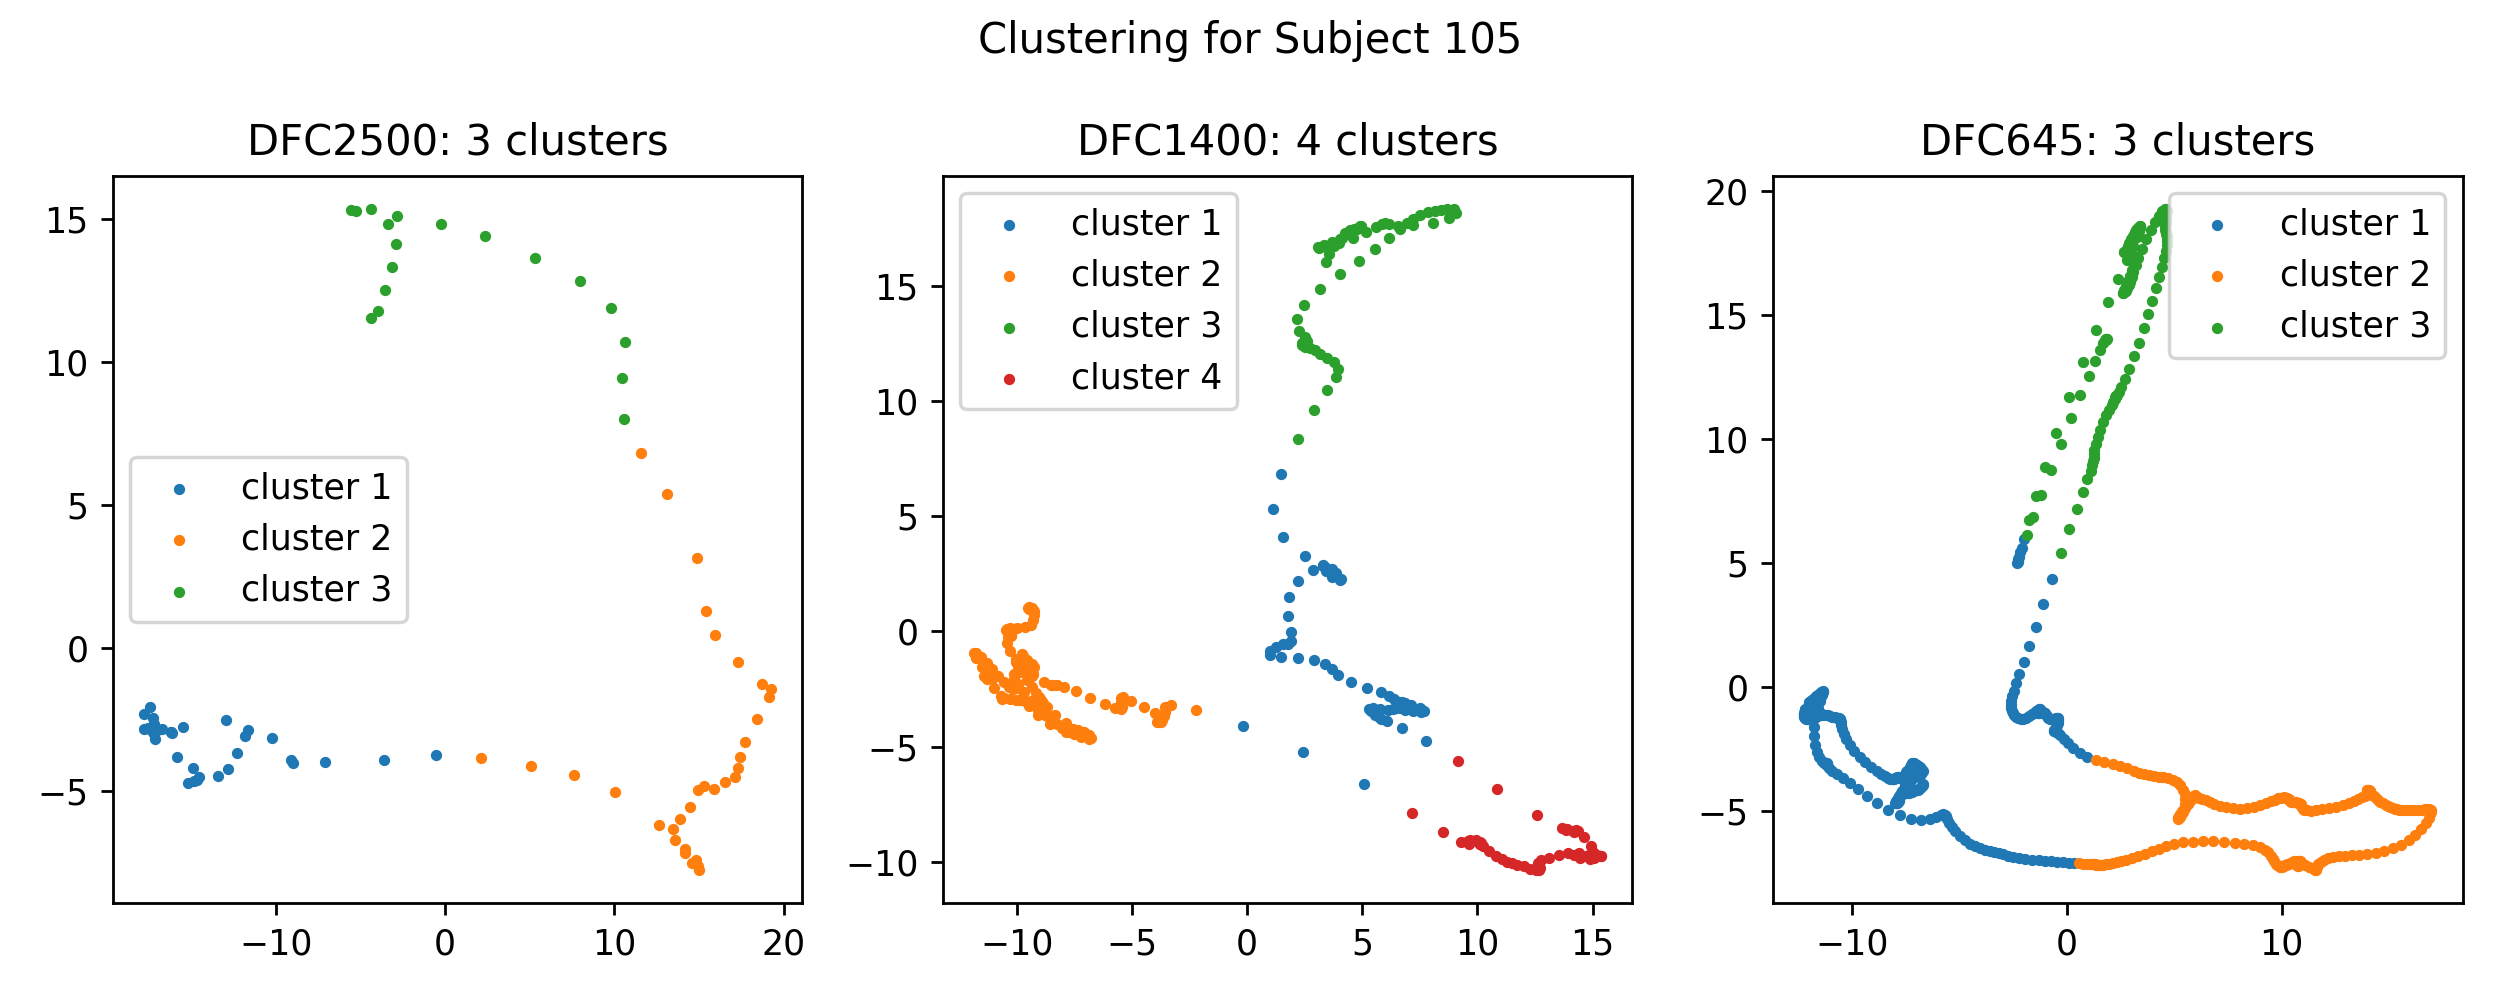 Clustering for Subject 105
DFC2500: 3 clusters
15
10
5
0
−5
−10
0
10
20
cluster 1
cluster 2
cluster 3
DFC1400: 4 clusters
15
10
5
0
−5
−10
−10
−5
0
5
10
15
cluster 1
cluster 2
cluster 3
cluster 4
DFC645: 3 clusters
20
15
10
5
0
−5
−10
0
10
cluster 1
cluster 2
cluster 3